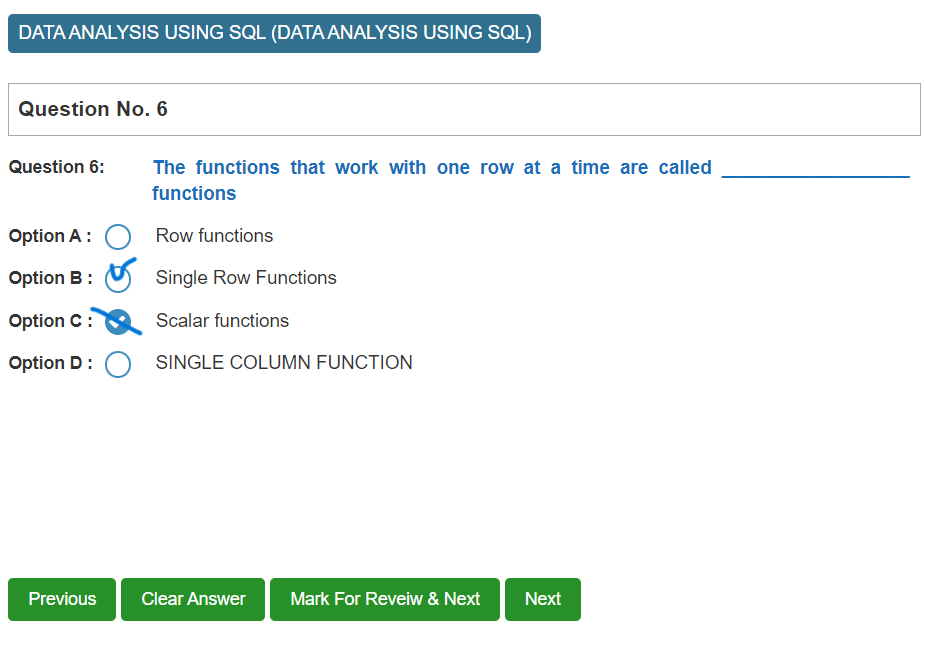 DATA ANALYSIS USING SQL (DATA ANALYSIS USING SQL)
Question No. 6
Question 6: The functions that work with one row at a time are called ___________________
functions
Option A : Row functions
Option B : Single Row Functions
Option C : Scalar functions
Option D : SINGLE COLUMN FUNCTION
Previous Clear Answer Mark For Reveiw & Next Next